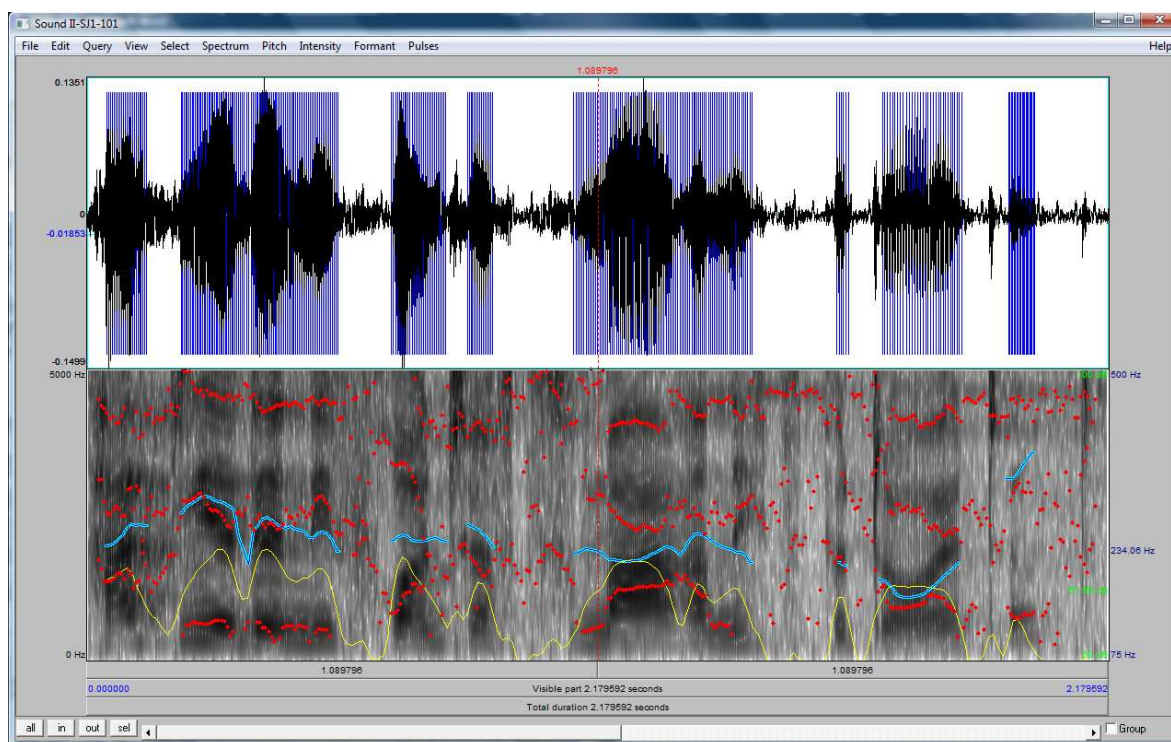 Sound II-SJ1-101
File Edit Query View Select Spectrum Pitch Intensity Formant Pulses Help
1.089796
0.1351
0
-0.01853
-0.1499
5000 Hz
500 Hz
234.06 Hz
0 Hz
75 Hz
1.089796 1.089796
0.000000 Visible part 2.179592 seconds 2.179592
Total duration 2.179592 seconds
all in out sel Group